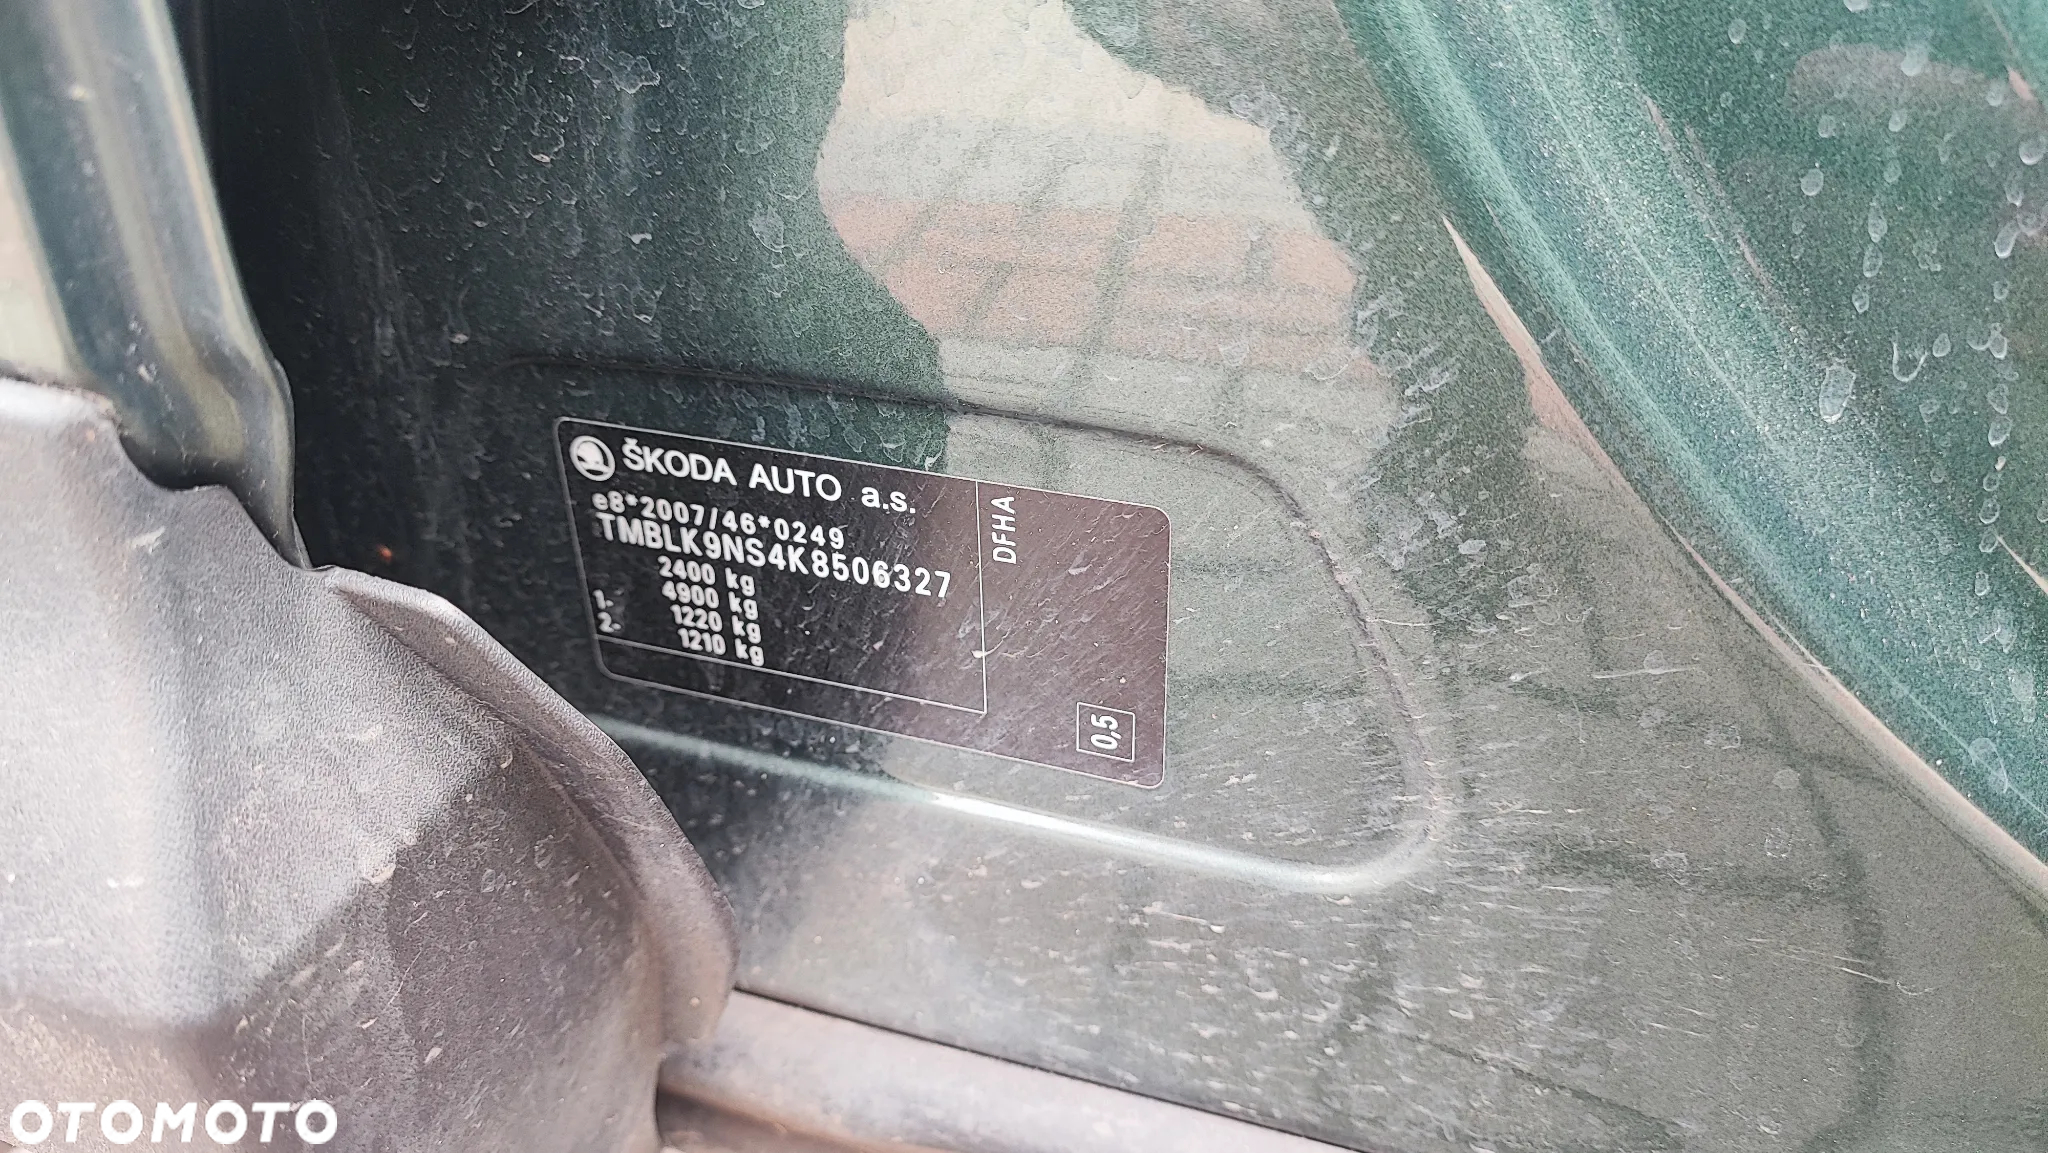 ŠKODA AUTO a.s.
e8*2007/46*0249
TMBLK9NS4K8506327
2400 kg
4900 kg
1- 1220 kg
2- 1210 kg
DFHA
0,5
OTOMOTO